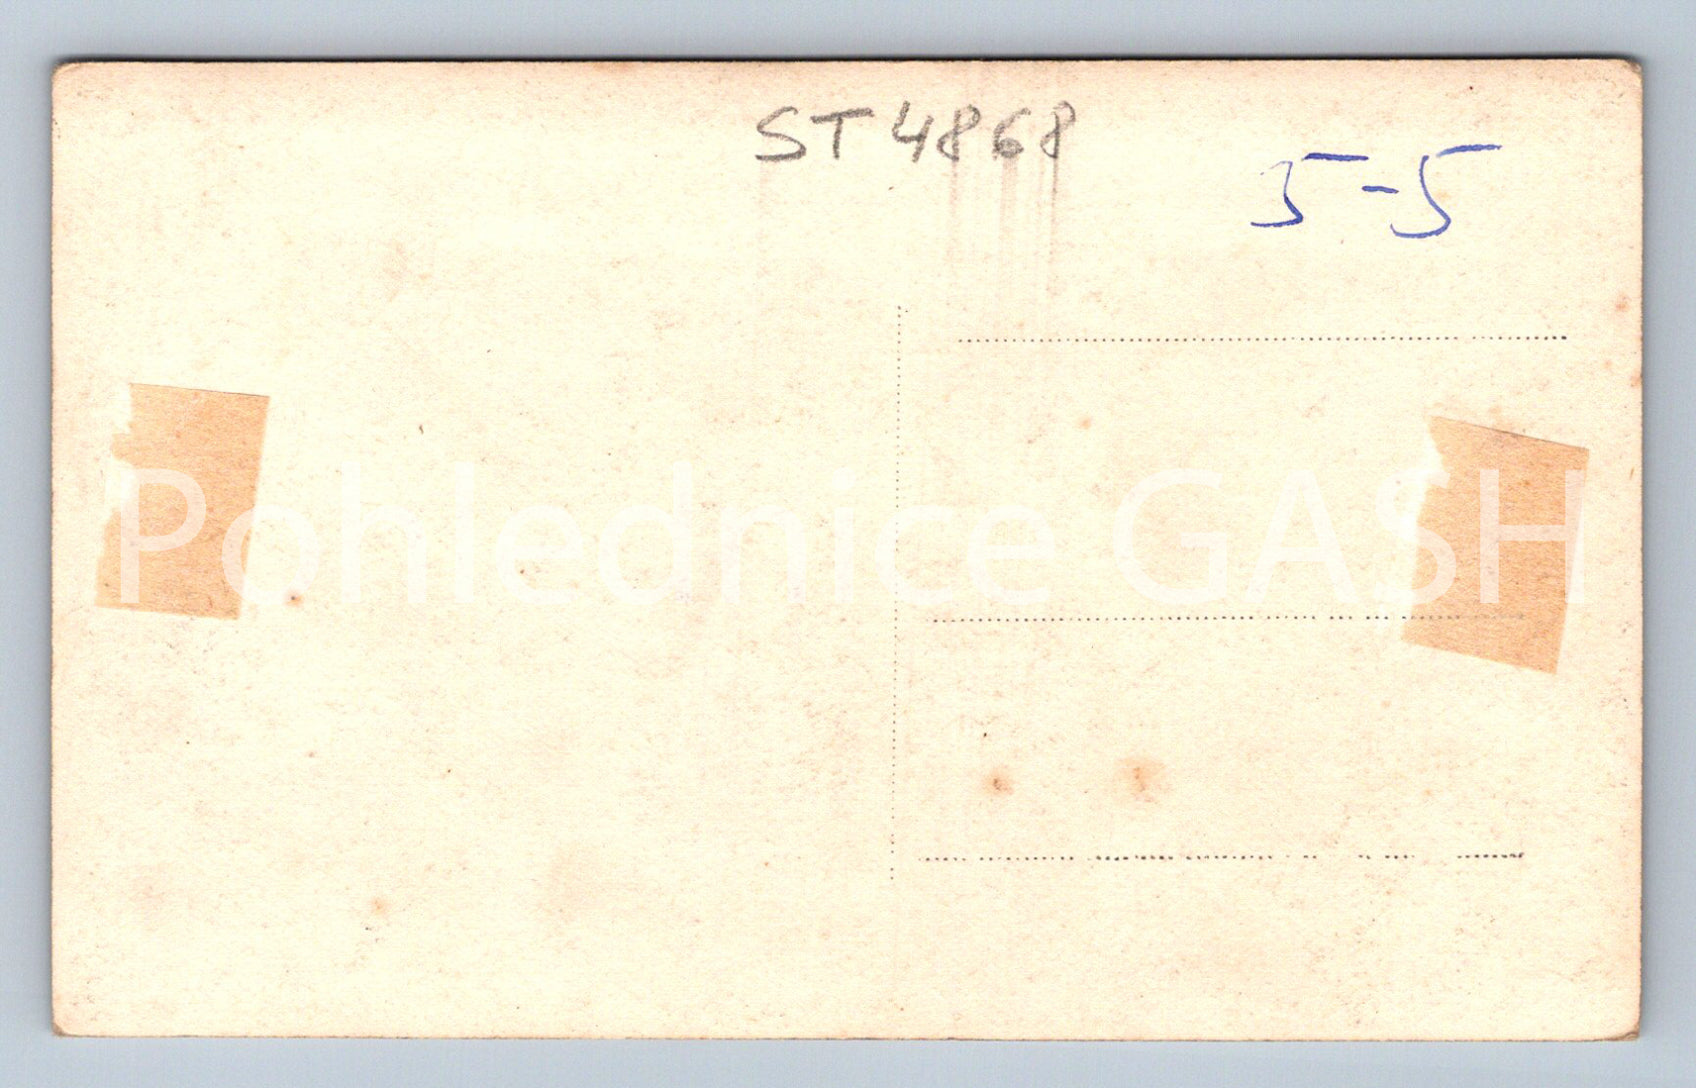 ST 4868
5-5
Pohlednice GASH